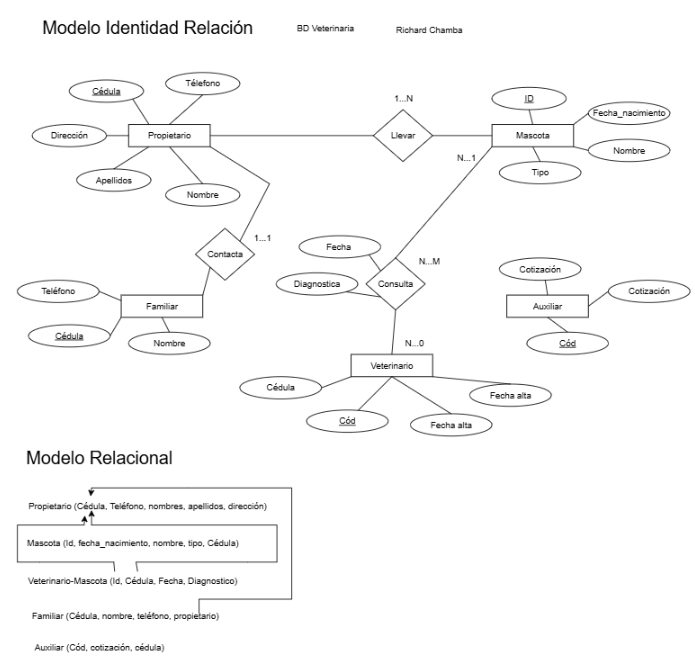 Modelo Identidad Relación
BD Veterinaria
Richard Chamba
Cédula
Télefono
Dirección
Propietario
Apellidos
Nombre
1...N
Llevar
ID
Fecha_nacimiento
Mascota
Nombre
Tipo
N...1
1...1
Contacta
Fecha
Diagnostica
N...M
Consulta
Teléfono
Familiar
Cédula
Nombre
Cotización
Cotización
Auxiliar
Cód
N...0
Veterinario
Cédula
Cód
Fecha alta
Fecha alta
Modelo Relacional
Propietario (Cédula, Teléfono, nombres, apellidos, dirección)
Mascota (Id, fecha_nacimiento, nombre, tipo, Cédula)
Veterinario-Mascota (Id, Cédula, Fecha, Diagnostico)
Familiar (Cédula, nombre, teléfono, propietario)
Auxiliar (Cód, cotización, cédula)